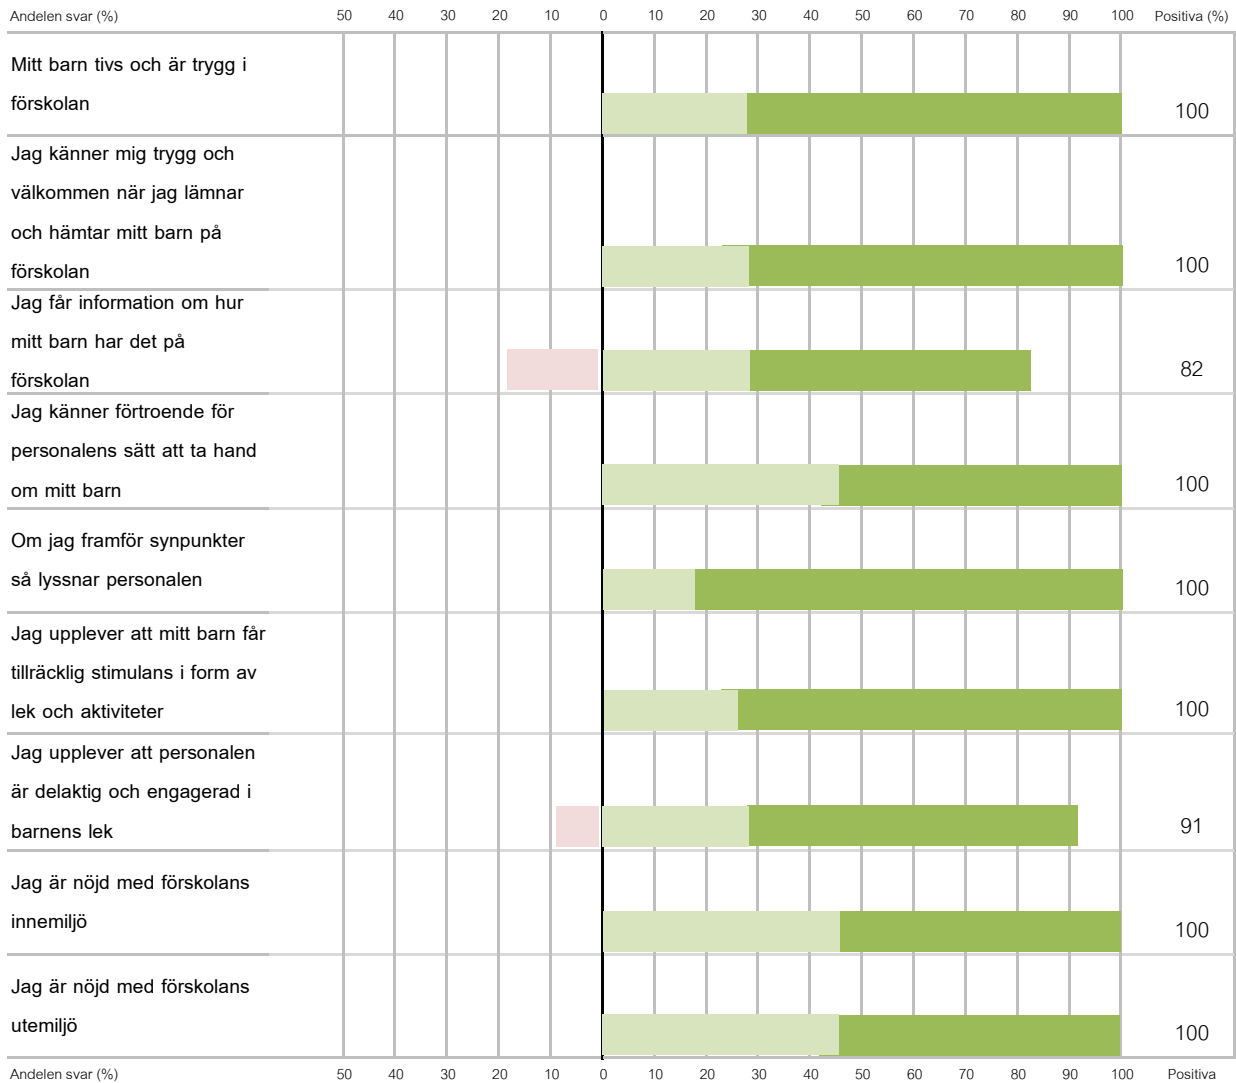 Andelen svar (%) 50 40 30 20 10 0 10 20 30 40 50 60 70 80 90 100 Positiva (%)
Mitt barn tivs och är trygg i
förskolan
100
Jag känner mig trygg och
välkommen när jag lämnar
och hämtar mitt barn på
förskolan
100
Jag får information om hur
mitt barn har det på
förskolan
82
Jag känner förtroende för
personalens sätt att ta hand
om mitt barn
100
Om jag framför synpunkter
så lyssnar personalen
100
Jag upplever att mitt barn får
tillräcklig stimulans i form av
lek och aktiviteter
100
Jag upplever att personalen
är delaktig och engagerad i
barnens lek
91
Jag är nöjd med förskolans
innemiljö
100
Jag är nöjd med förskolans
utemiljö
100
Andelen svar (%) 50 40 30 20 10 0 10 20 30 40 50 60 70 80 90 100 Positiva